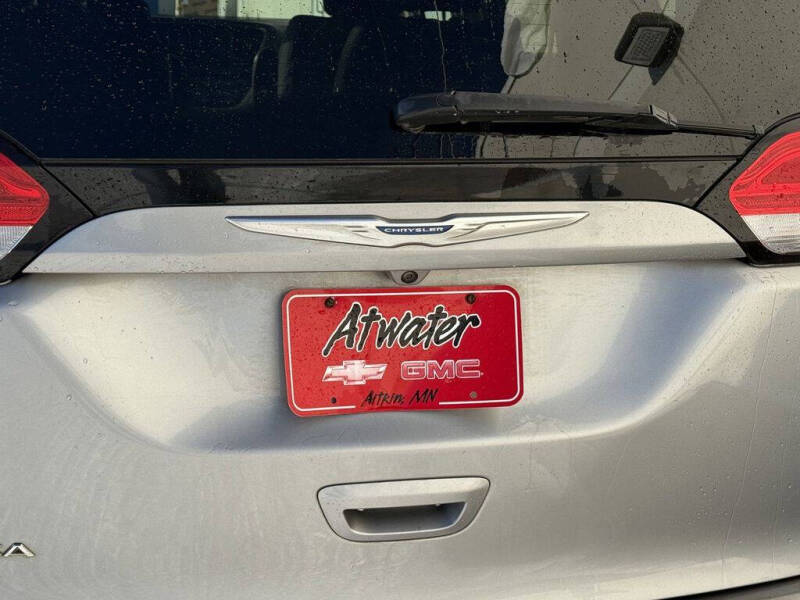 CHRYSLER
Atwater
GMC
Aitkin, MN
A